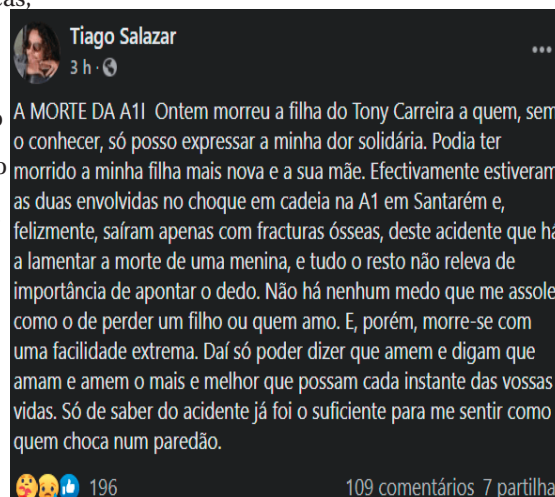 cas,
Tiago Salazar
3 h
A MORTE DA A1I Ontem morreu a filha do Tony Carreira a quem, sem
o conhecer, só posso expressar a minha dor solidária. Podia ter
morrido a minha filha mais nova e a sua mãe. Efectivamente estiveram
as duas envolvidas no choque em cadeia na A1 em Santarém e,
felizmente, saíram apenas com fracturas ósseas, deste acidente que há
a lamentar a morte de uma menina, e tudo o resto não releva de
importância de apontar o dedo. Não há nenhum medo que me assole
como o de perder um filho ou quem amo. E, porém, morre-se com
uma facilidade extrema. Daí só poder dizer que amem e digam que
amam e amem o mais e melhor que possam cada instante das vossas
vidas. Só de saber do acidente já foi o suficiente para me sentir como
quem choca num paredão.
196
109 comentários 7 partilha